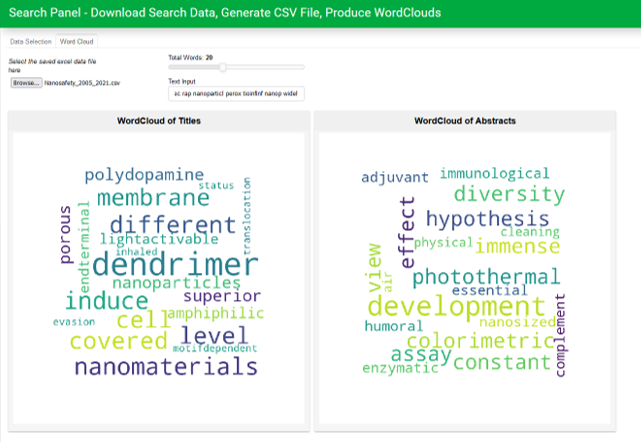 Search Panel - Download Search Data, Generate CSV File, Produce WordClouds
Data Selection Word Cloud
Select the saved excel data file
here
Browse... Nanosafety_2005_2021.csv
Total Words: 20
Text Input
ac rap nanoparticl perox tioinfinf nanop widel
WordCloud of Titles
polydopamine
status
membrane
translocation
porous
endterminal
different
lightactivable
inhaled
dendrimer
nanoparticles
induce
superior
evasion
cell
amphiphilic
covered
level
motifdependent
nanomaterials
WordCloud of Abstracts
adjuvant
immunological
diversity
effect
hypothesis
cleaning
physical
immense
view
air
photothermal
essential
development
humoral
nanosized
complement
colorimetric
assay
constant
enzymatic